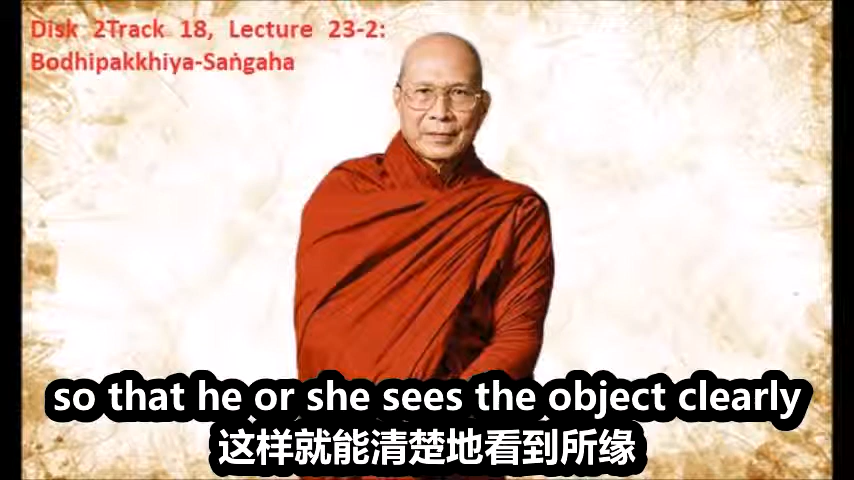 Disk 2Track 18, Lecture 23-2:
Bodhipakkhiya-Saṅgaha
so that he or she sees the object clearly
这样就能清楚地看到所缘